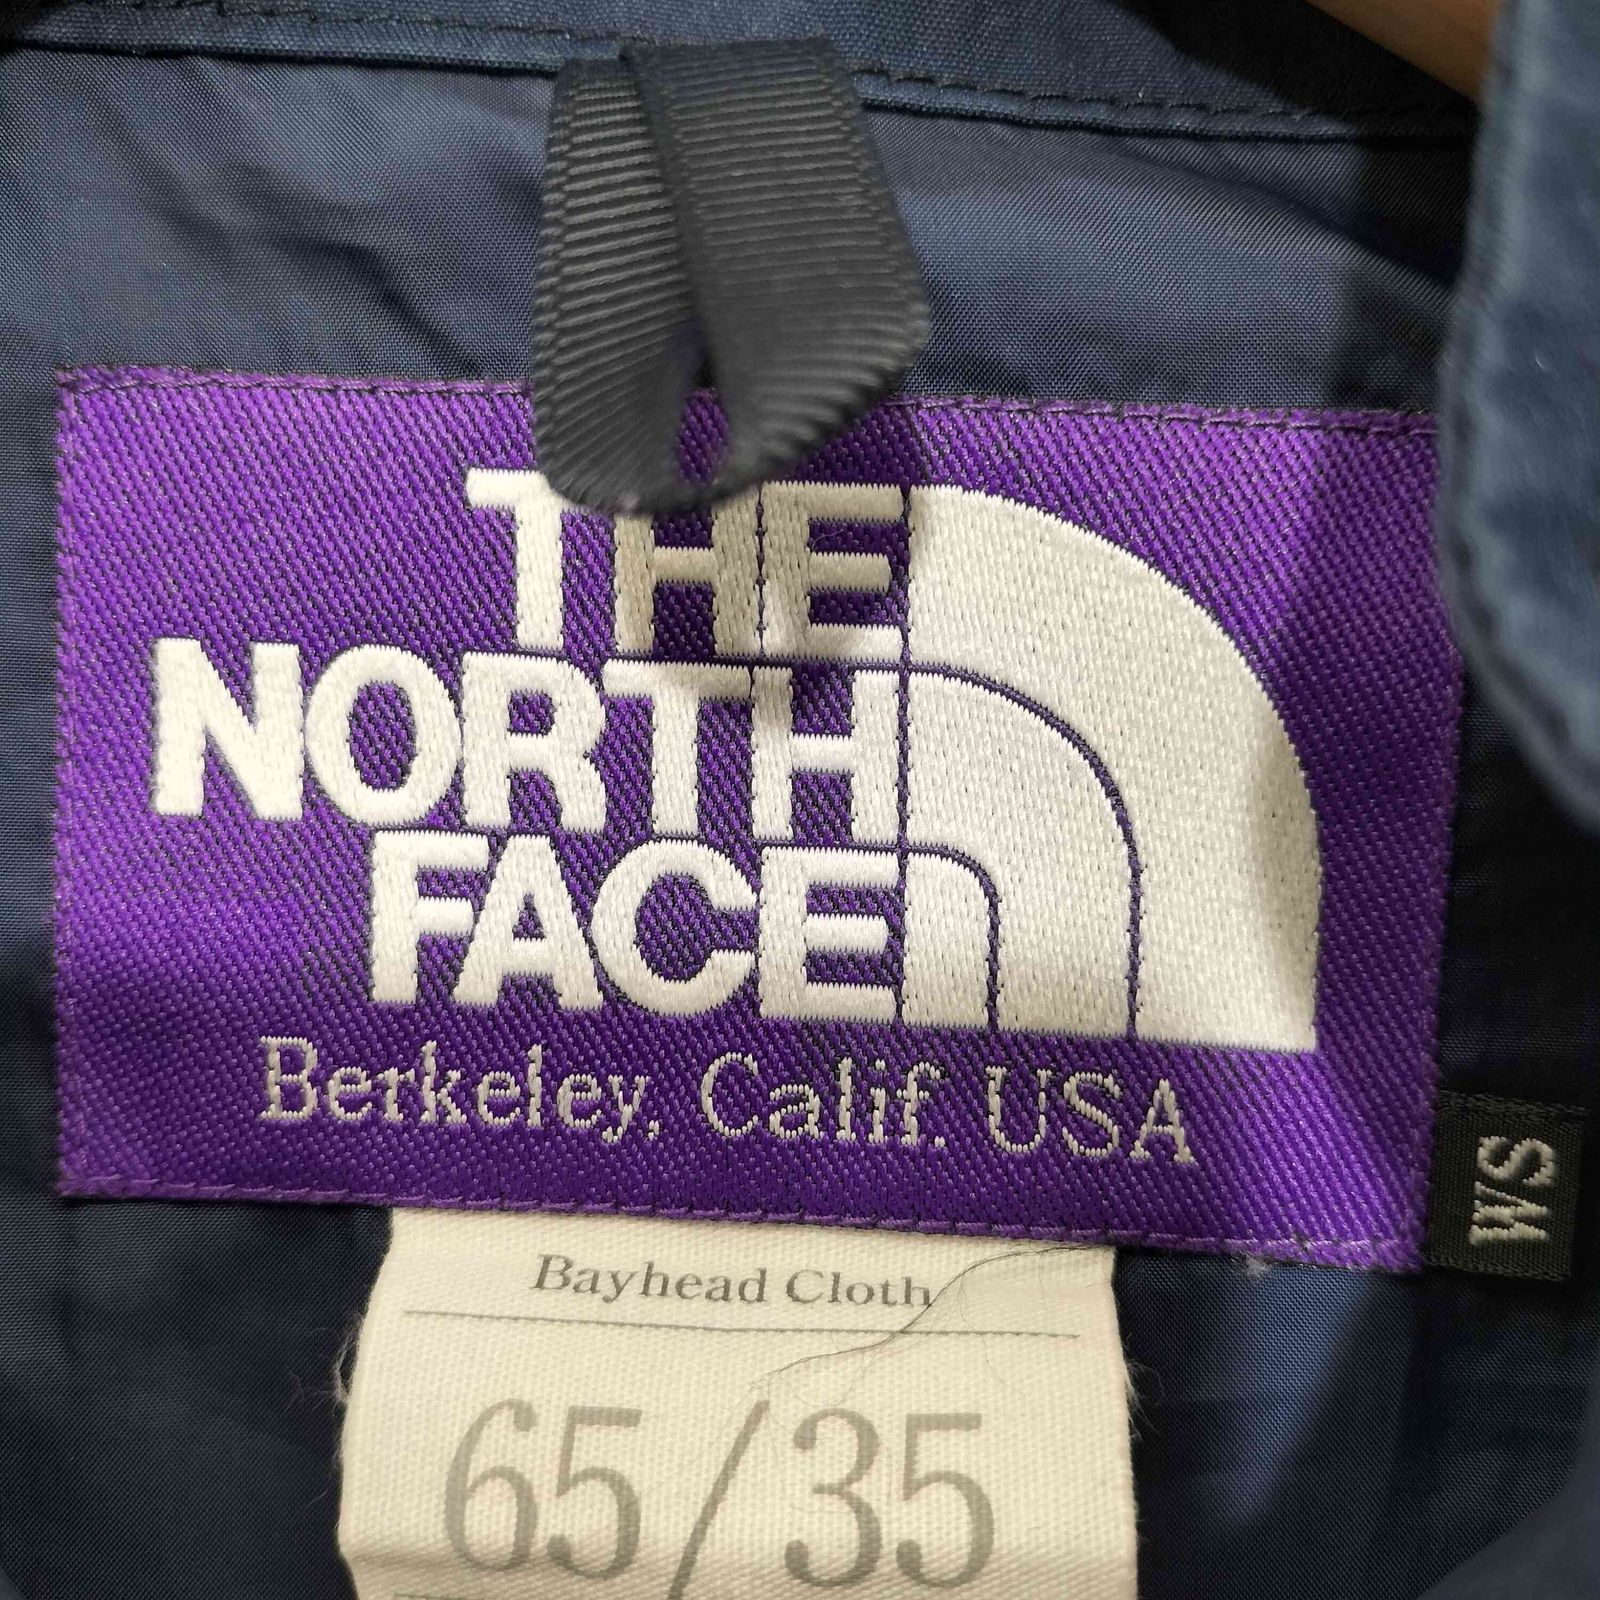 THE
NORTH
FACE
Berkeley, Calif. USA
WS
Bayhead Cloth
65/35